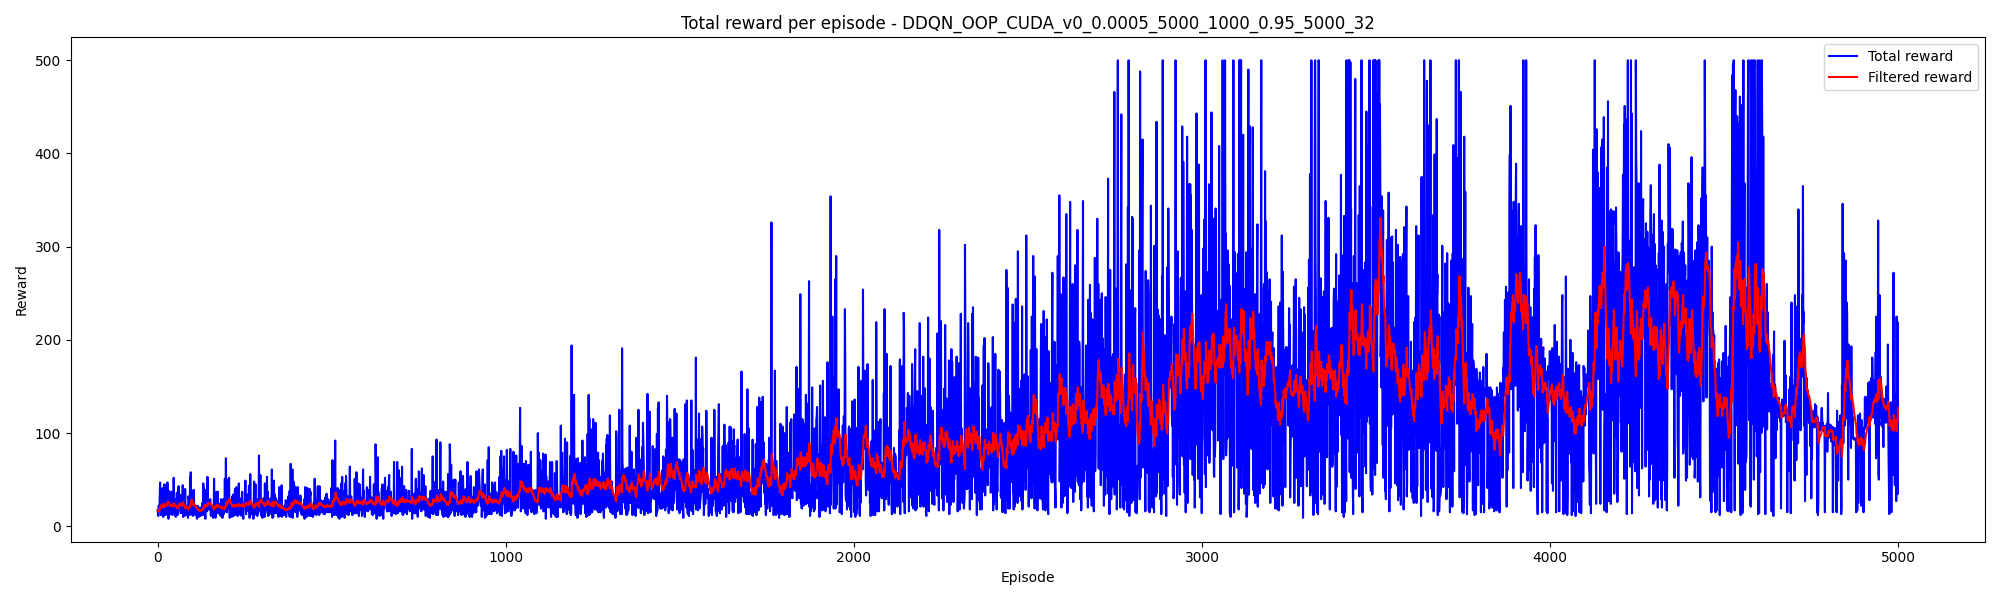 Total reward per episode - DDQN_OOP_CUDA_v0_0.0005_5000_1000_0.95_5000_32
Total reward
Filtered reward
500
400
300
200
100
0
Reward
0
1000
2000
3000
4000
5000
Episode